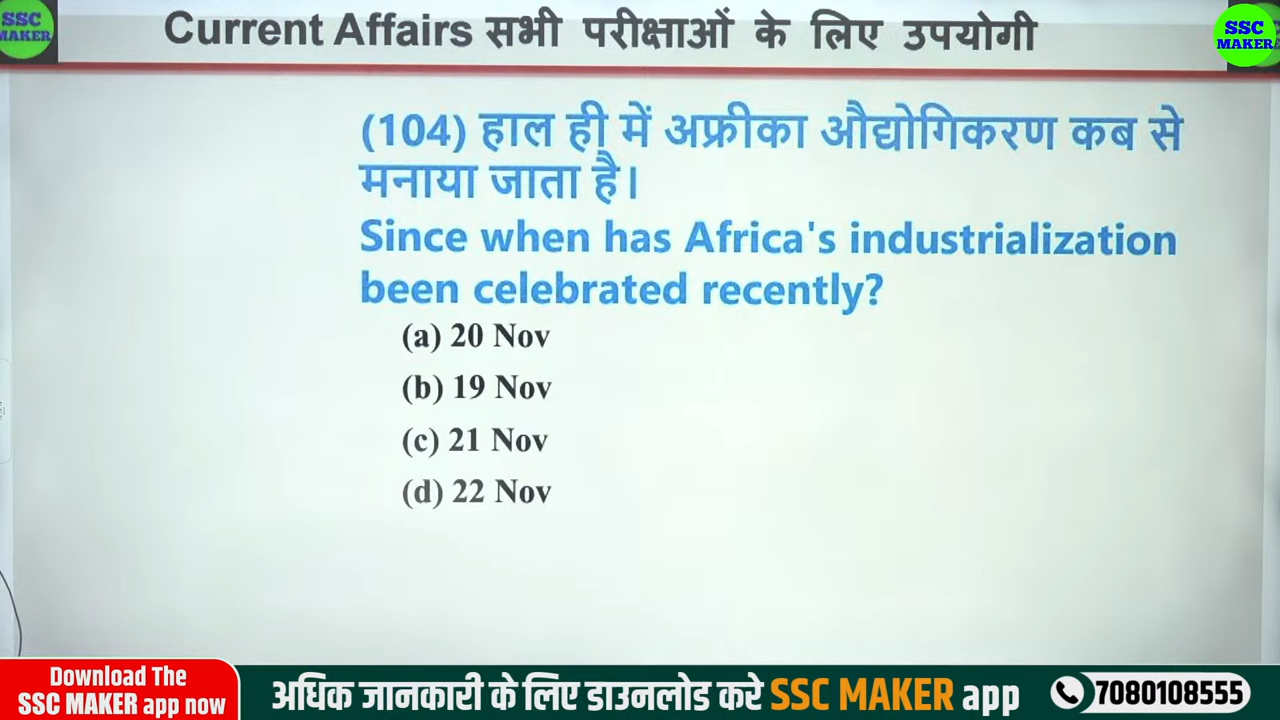 SSC
MAKER
Current Affairs सभी परीक्षाओं के लिए उपयोगी
SSC
MAKER
(104) हाल ही में अफ्रीका औद्योगिकरण कब से
मनाया जाता है।
Since when has Africa's industrialization
been celebrated recently?
(a) 20 Nov
(b) 19 Nov
(c) 21 Nov
(d) 22 Nov
Download The
SSC MAKER app now
अधिक जानकारी के लिए डाउनलोड करे SSC MAKER app
7080108555